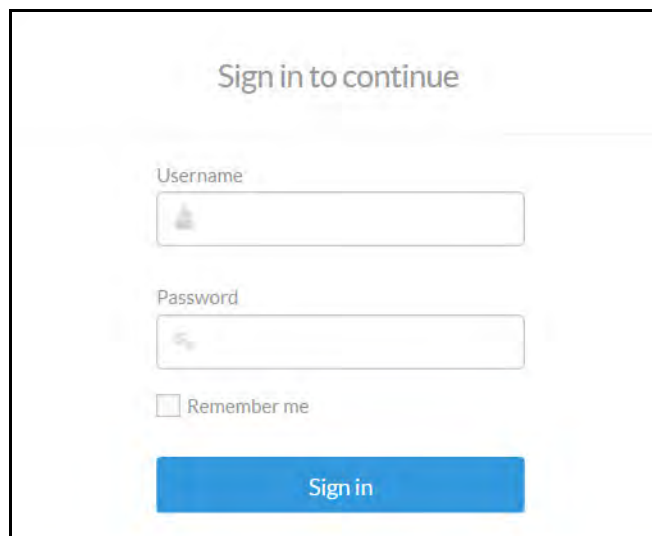 Sign in to continue
Username
Password
Remember me
Sign in